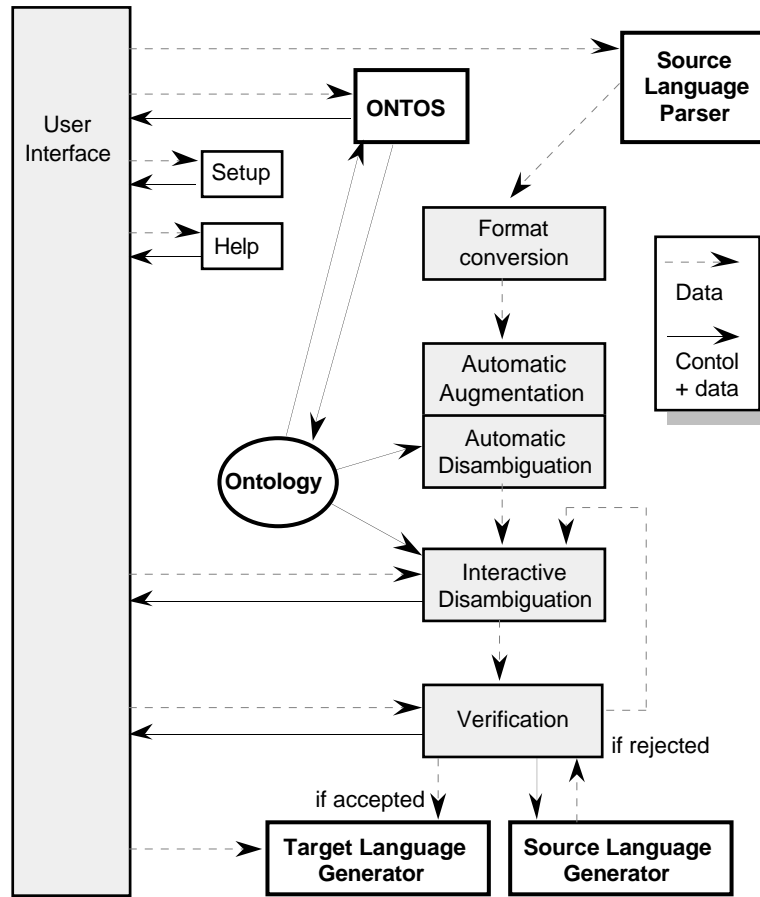 Source
Language
Parser
ONTOS
User
Interface
Setup
Help
Format
conversion
Data
Contol
+ data
Automatic
Augmentation
Automatic
Disambiguation
Ontology
Interactive
Disambiguation
Verification
if rejected
if accepted
Target Language
Generator
Source Language
Generator